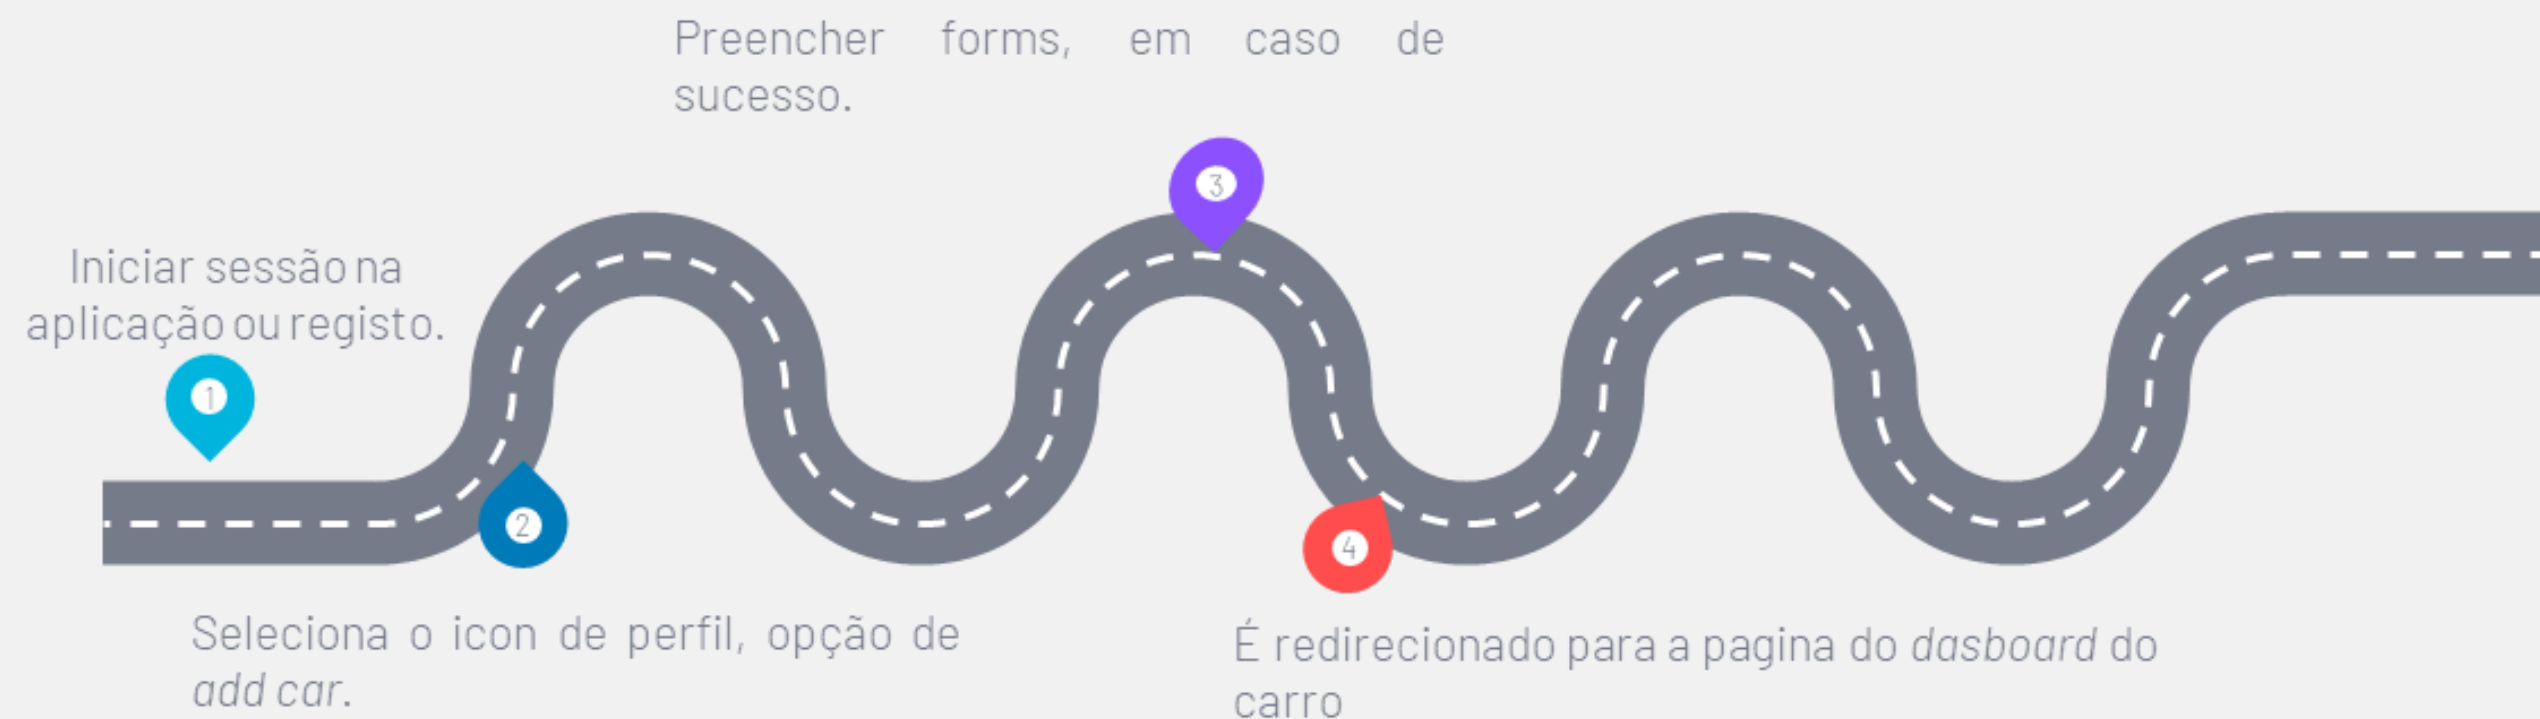 Preencher forms, em caso de
sucesso.
3
Iniciar sessão na
aplicação ou registo.
1
2
4
Seleciona o icon de perfil, opção de
add car.
É redirecionado para a pagina do dasboard do
carro